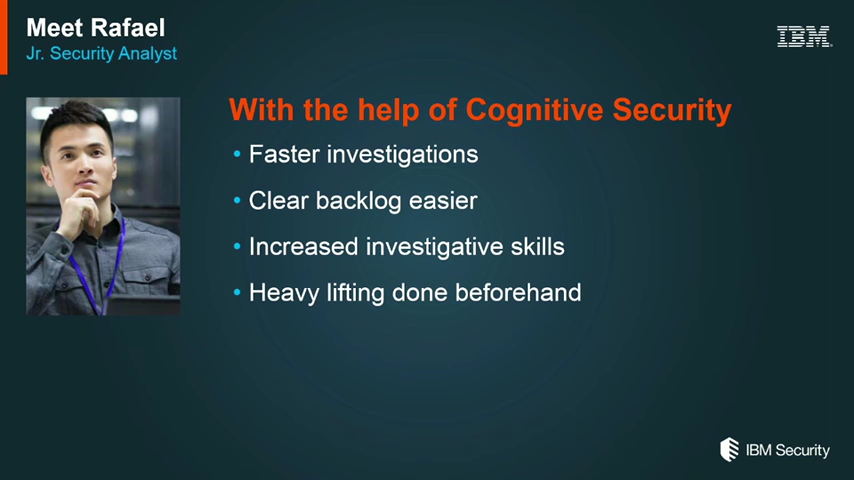 Meet Rafael
Jr. Security Analyst
IBM
With the help of Cognitive Security
• Faster investigations
• Clear backlog easier
• Increased investigative skills
• Heavy lifting done beforehand
IBM Security